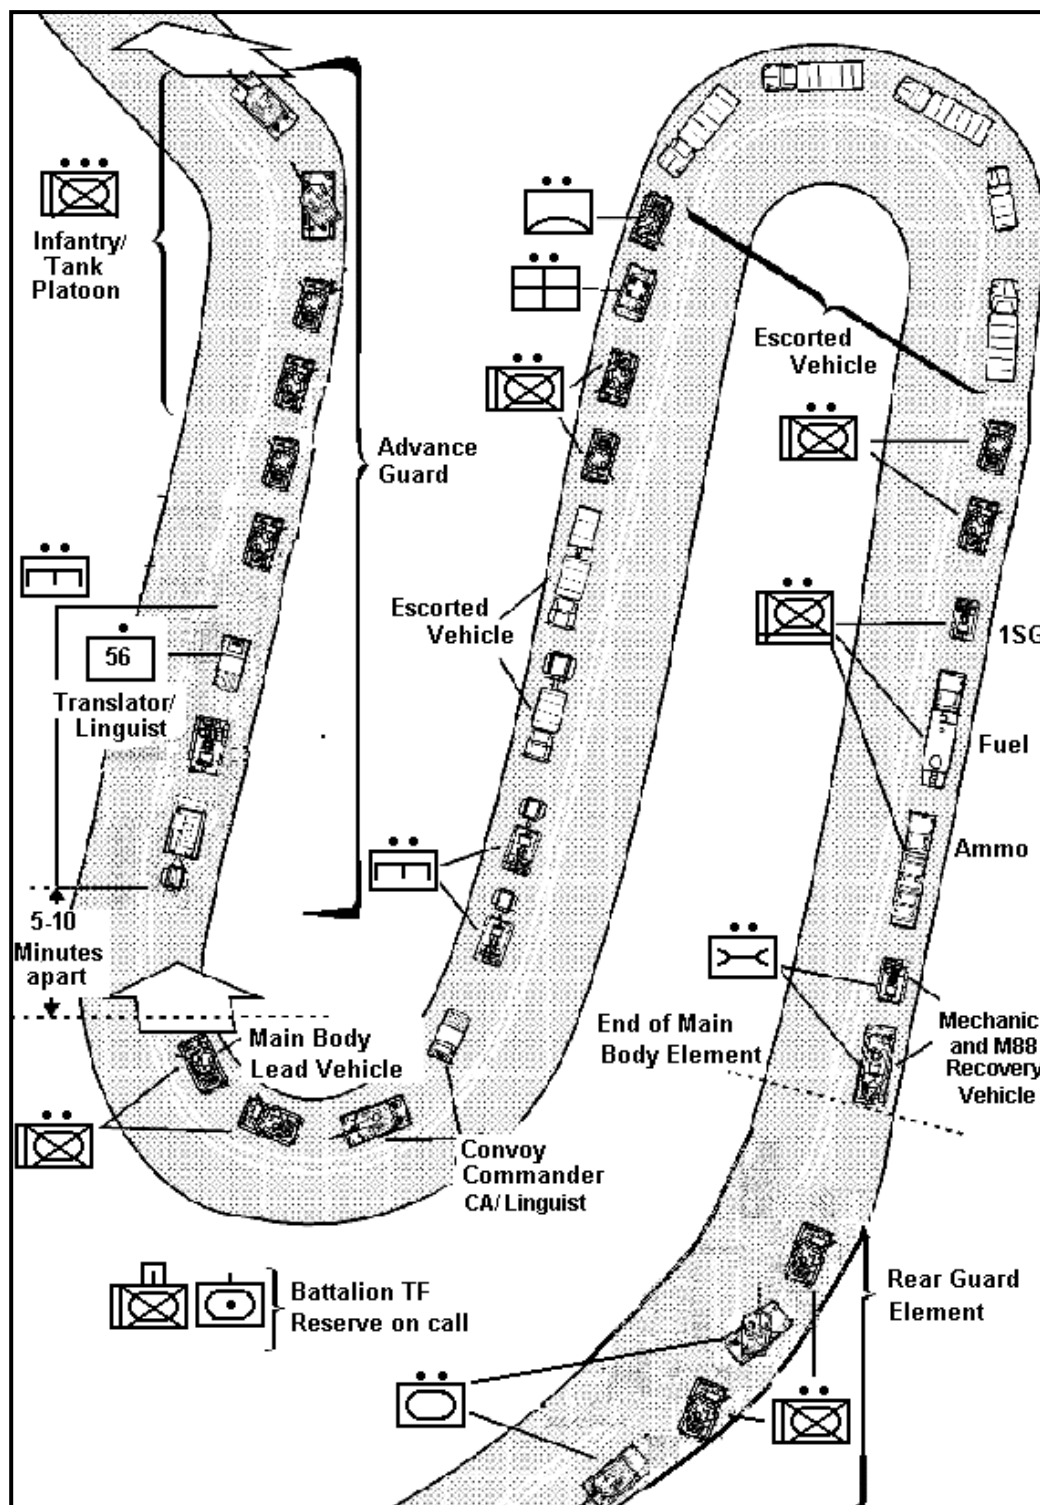 Infantry/
Tank
Platoon
Advance
Guard
56
Translator/
Linguist
5-10
Minutes
apart
Main Body
Lead Vehicle
Escorted
Vehicle
Convoy
Commander
CA/ Linguist
Escorted
Vehicle
1SG
Fuel
Ammo
Mechanic
and M88
Recovery
Vehicle
End of Main
Body Element
Rear Guard
Element
Battalion TF
Reserve on call